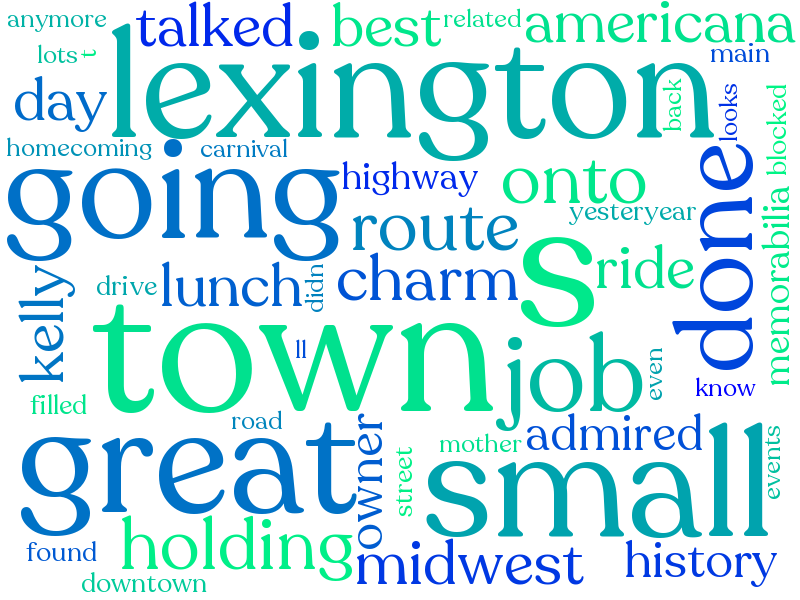 anymore
talked
best
related
americana
lots
t
lexington
main
day
back
looks
blocked
homecoming
carnival
going
highway
onto
yesteryear
done
memorabilia
route
kelly
drive
lunch
didn
charm
s
ride
town
ll
job
even
know
filled
road
great
owner
street
mother
admired
small
events
found
holding
midwest
history
downtown